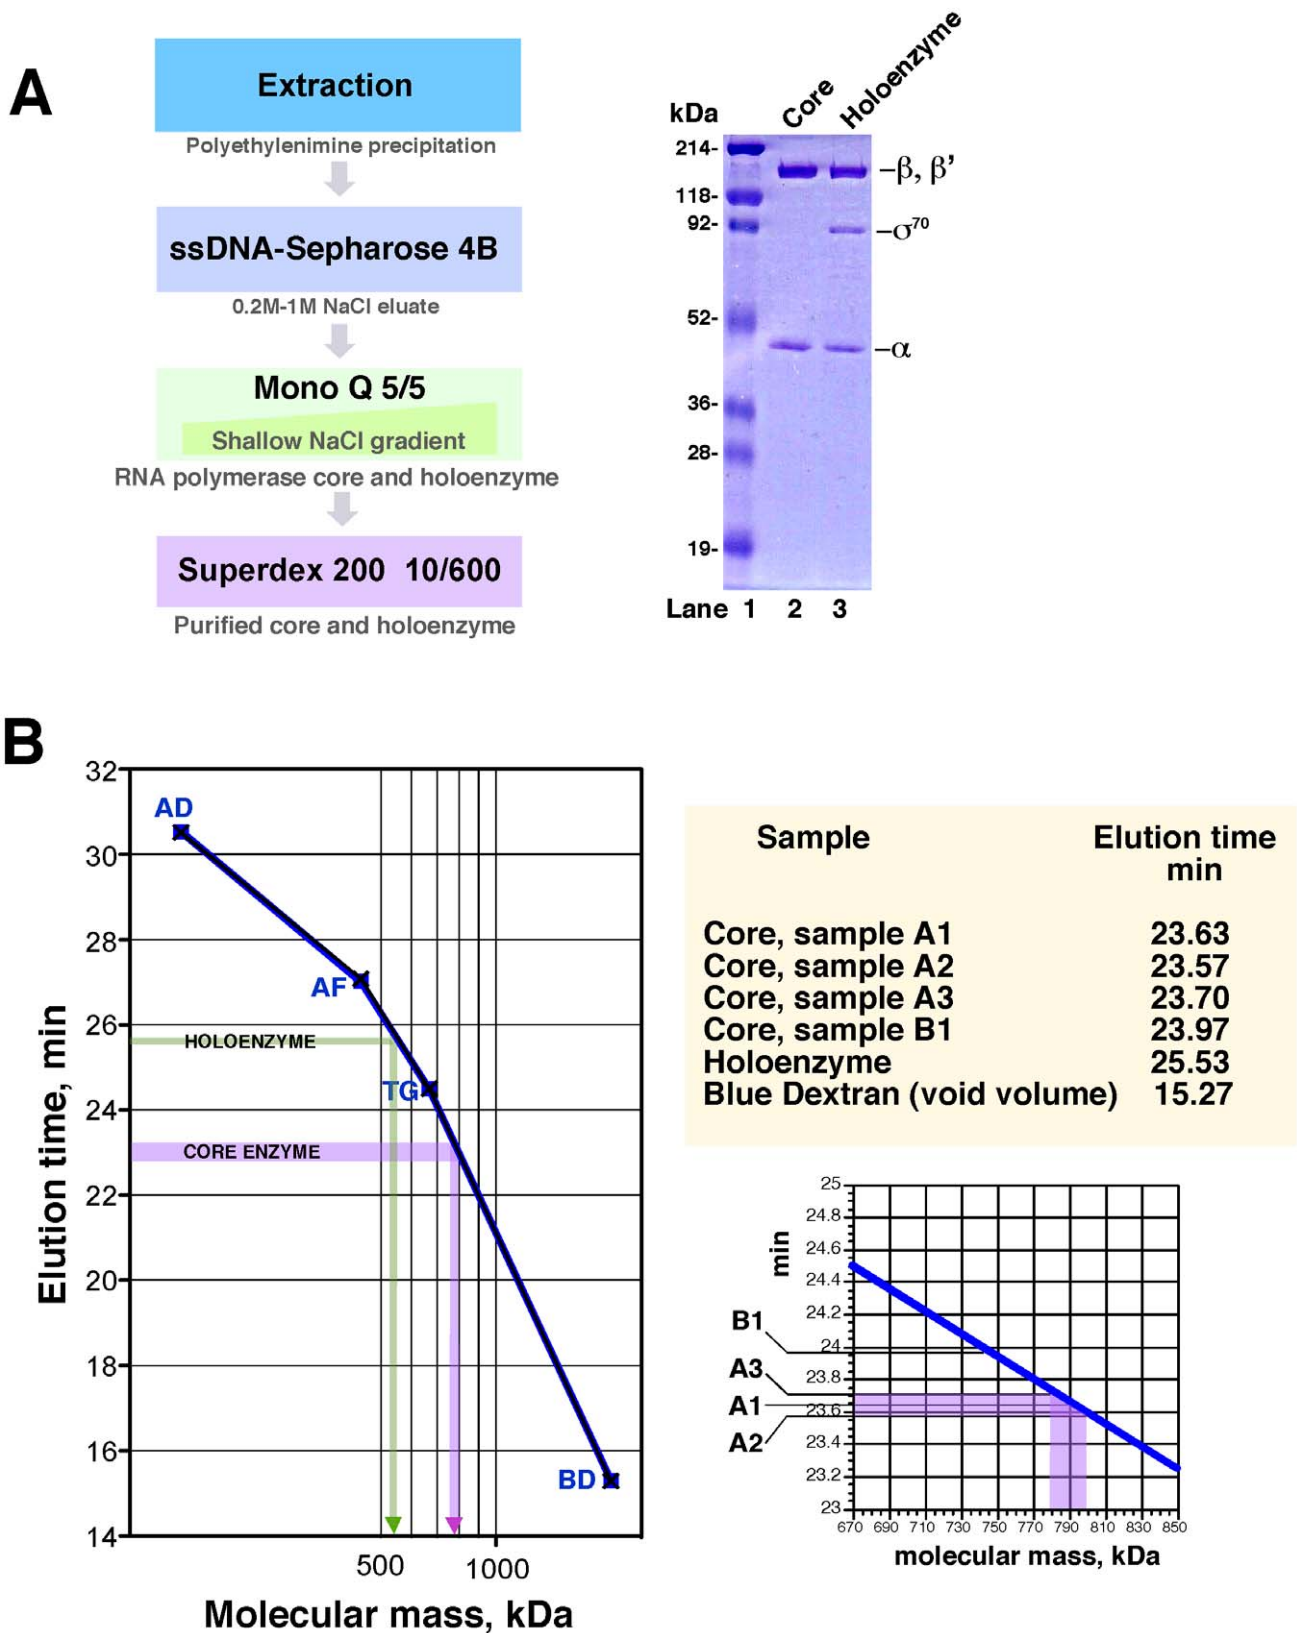 A
Extraction
Polyethylenimine precipitation
ssDNA-Sepharose 4B
0.2M-1M NaCl eluate
Mono Q 5/5
Shallow NaCl gradient
RNA polymerase core and holoenzyme
Superdex 200 10/600
Purified core and holoenzyme
kDa
Core
Holoenzyme
214-
118-
92-
52-
36-
28-
19-
–β, β’
–σ⁷⁰
–α
Lane 1 2 3
B
Elution time, min
32
30
28
26
24
22
20
18
16
14
AD
AF
HOLOENZYME
TG
CORE ENZYME
BD
500 1000
Molecular mass, kDa
Sample Elution time
min
Core, sample A1 23.63
Core, sample A2 23.57
Core, sample A3 23.70
Core, sample B1 23.97
Holoenzyme 25.53
Blue Dextran (void volume) 15.27
min
25
24.8
24.6
24.4
24.2
24
23.8
23.6
23.4
23.2
23
B1
A3
A1
A2
670 690 710 730 750 770 790 810 830 850
molecular mass, kDa